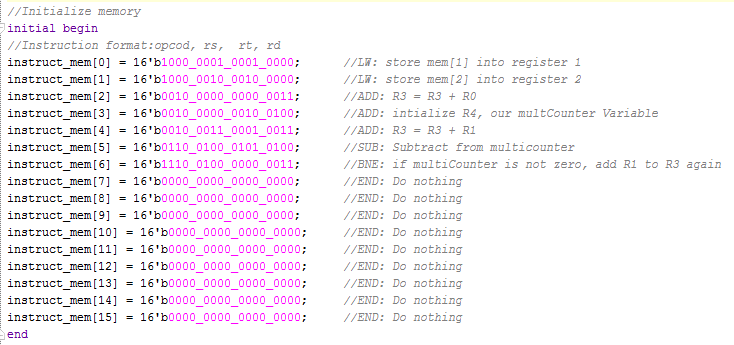 //Initialize memory
initial begin
//Instruction format:opcod, rs,  rt, rd
instruct_mem[0] = 16'b1000_0001_0001_0000;      //LW: store mem[1] into register 1
instruct_mem[1] = 16'b1000_0010_0010_0000;      //LW: store mem[2] into register 2
instruct_mem[2] = 16'b0010_0000_0000_0011;      //ADD: R3 = R3 + R0
instruct_mem[3] = 16'b0010_0000_0010_0100;      //ADD: intialize R4, our multCounter Variable
instruct_mem[4] = 16'b0010_0011_0001_0011;      //ADD: R3 = R3 + R1
instruct_mem[5] = 16'b0110_0100_0101_0100;      //SUB: Subtract from multicounter
instruct_mem[6] = 16'b1110_0100_0000_0011;      //BNE: if multiCounter is not zero, add R1 to R3 again
instruct_mem[7] = 16'b0000_0000_0000_0000;      //END: Do nothing
instruct_mem[8] = 16'b0000_0000_0000_0000;      //END: Do nothing
instruct_mem[9] = 16'b0000_0000_0000_0000;      //END: Do nothing
instruct_mem[10] = 16'b0000_0000_0000_0000;     //END: Do nothing
instruct_mem[11] = 16'b0000_0000_0000_0000;     //END: Do nothing
instruct_mem[12] = 16'b0000_0000_0000_0000;     //END: Do nothing
instruct_mem[13] = 16'b0000_0000_0000_0000;     //END: Do nothing
instruct_mem[14] = 16'b0000_0000_0000_0000;     //END: Do nothing
instruct_mem[15] = 16'b0000_0000_0000_0000;     //END: Do nothing
end